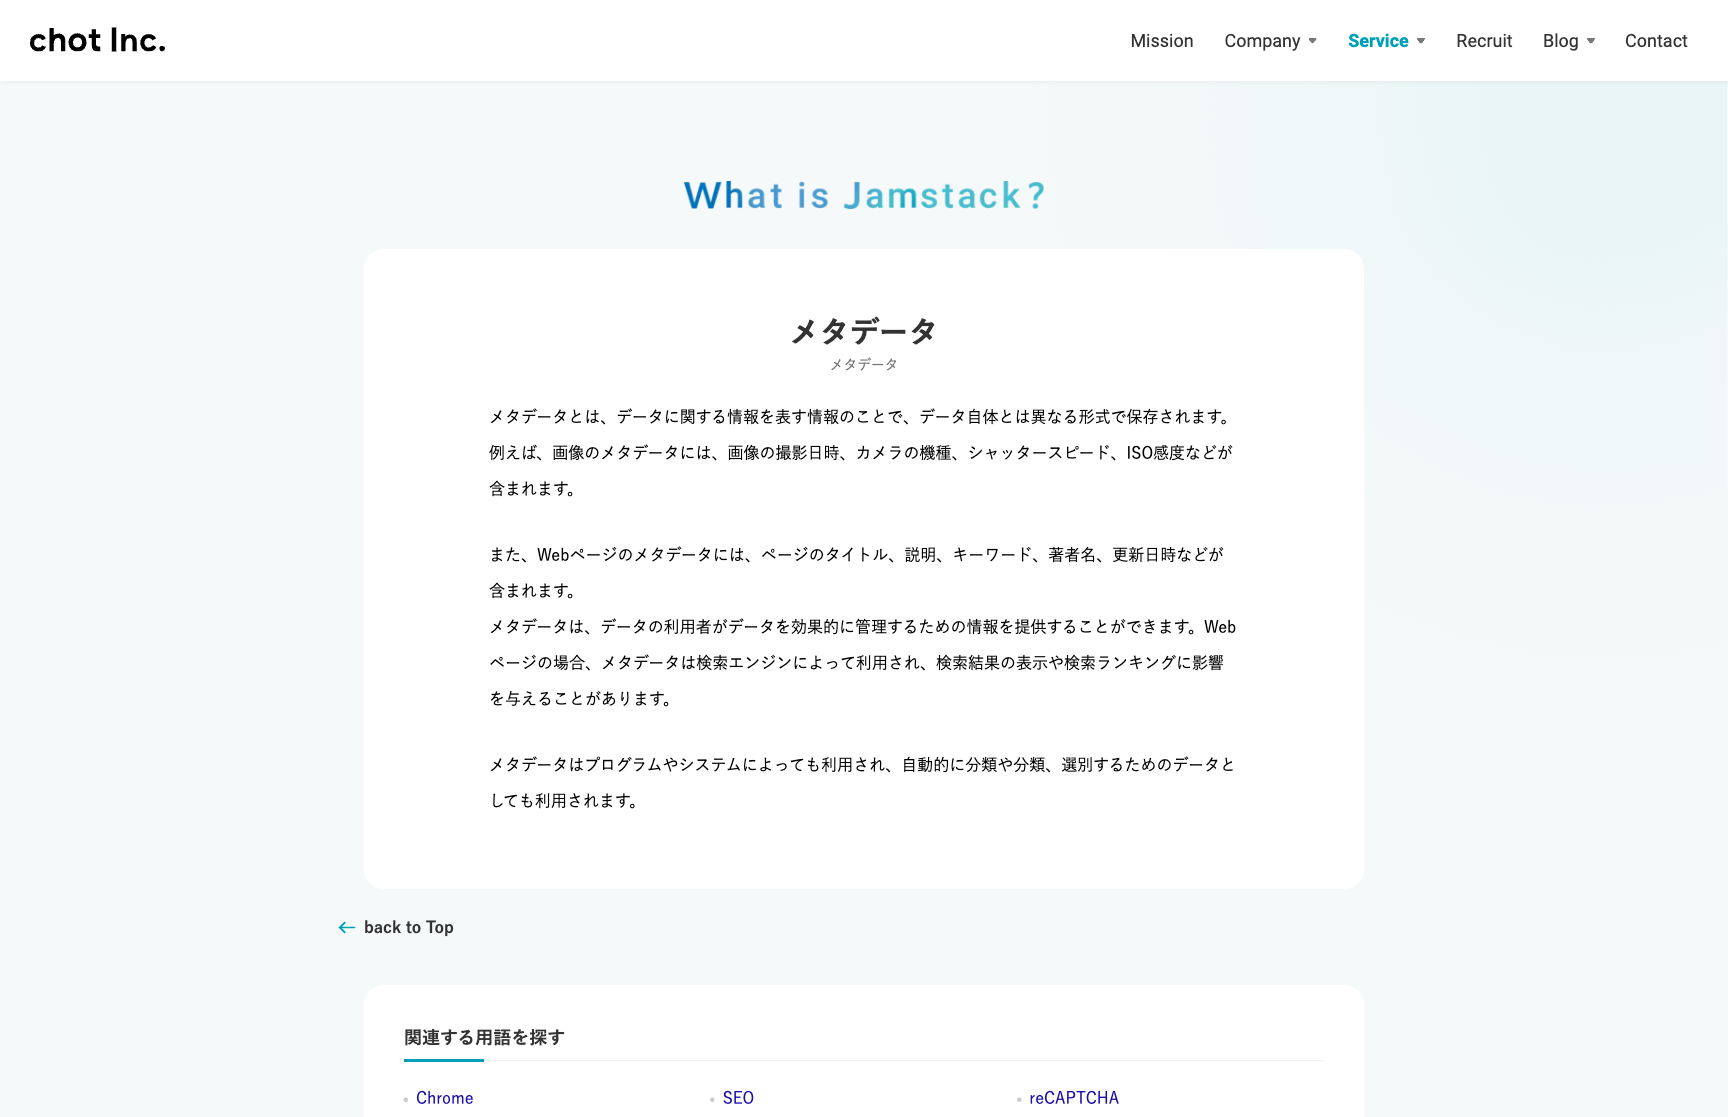 chot Inc.
Mission Company Service Recruit Blog Contact
What is Jamstack?
メタデータ
メタデータ
メタデータとは、データに関する情報を表す情報のことで、データ自体とは異なる形式で保存されます。
例えば、画像のメタデータには、画像の撮影日時、カメラの機種、シャッタースピード、ISO感度などが
含まれます。
また、Webページのメタデータには、ページのタイトル、説明、キーワード、著者名、更新日時などが
含まれます。
メタデータは、データの利用者がデータを効果的に管理するための情報を提供することができます。Web
ページの場合、メタデータは検索エンジンによって利用され、検索結果の表示や検索ランキングに影響
を与えることがあります。
メタデータはプログラムやシステムによっても利用され、自動的に分類や分類、選別するためのデータと
しても利用されます。
back to Top
関連する用語を探す
Chrome SEO reCAPTCHA